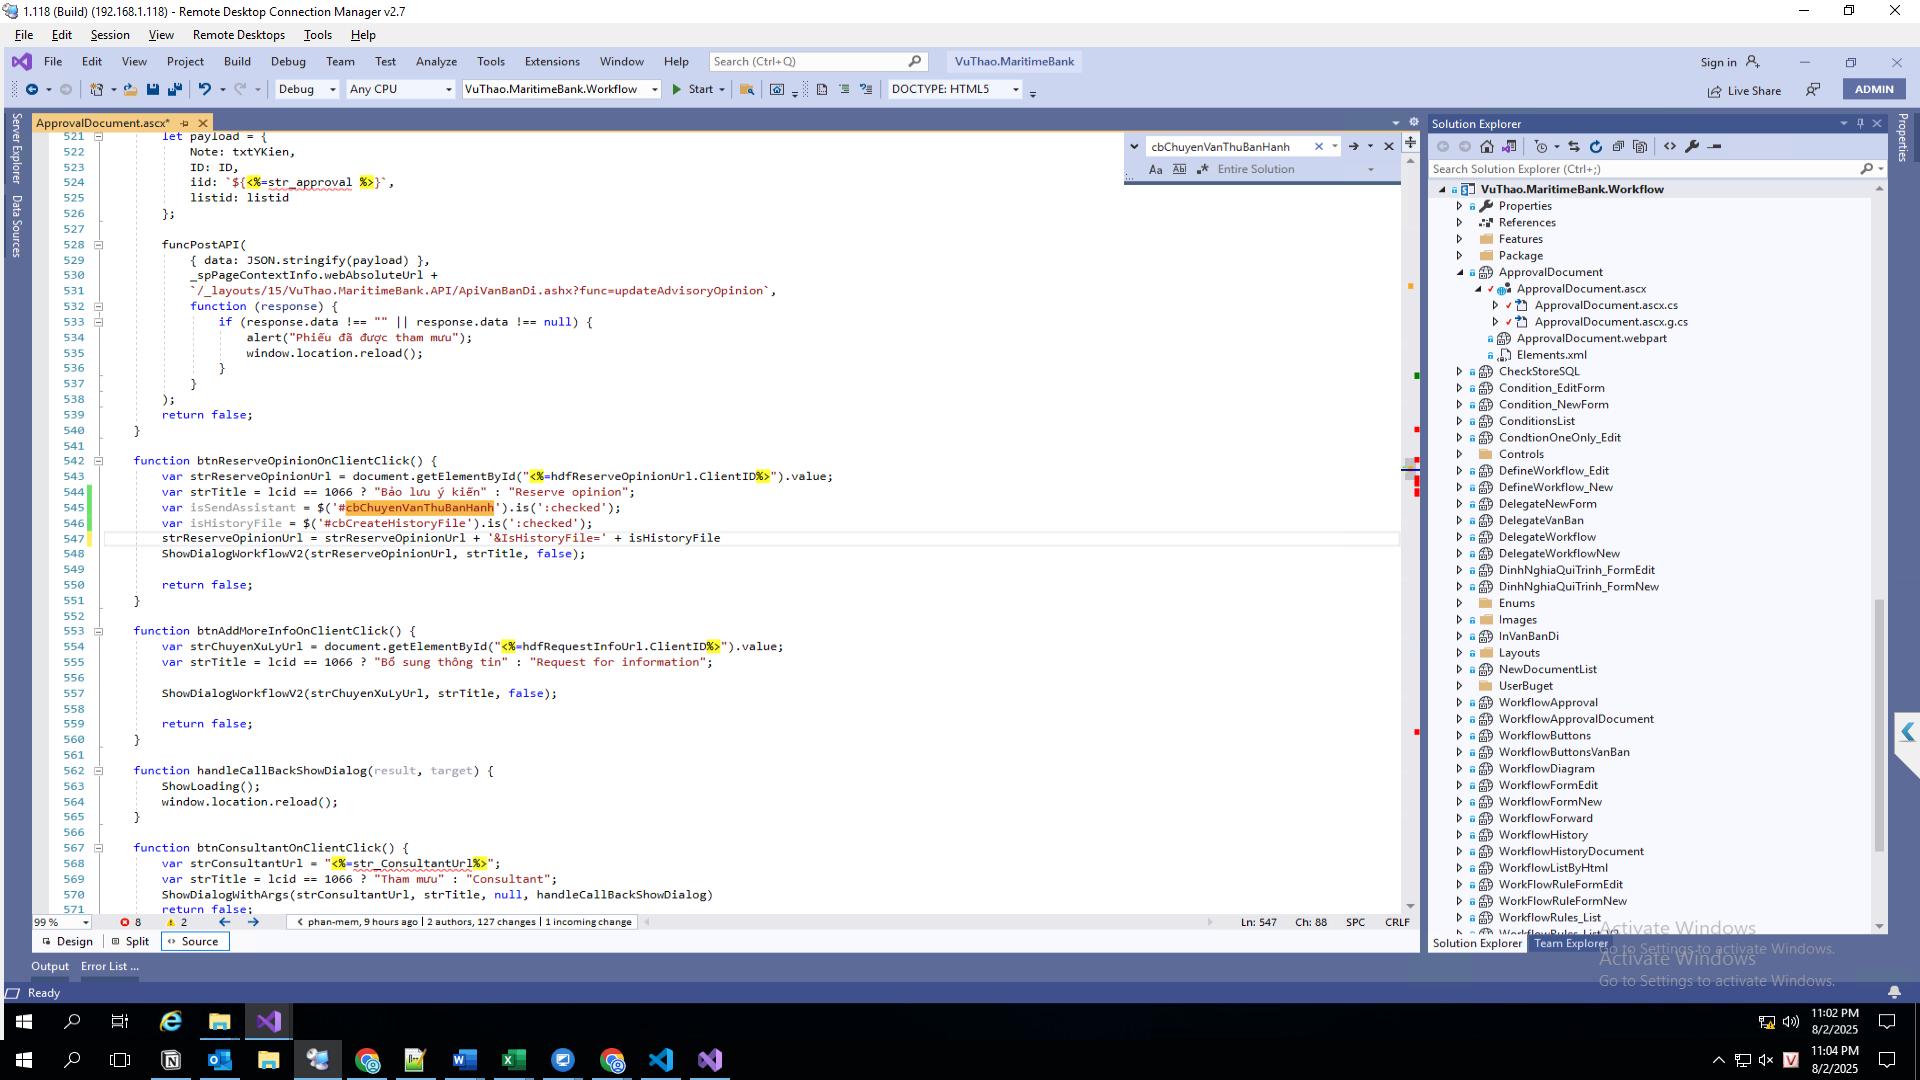 1.118 (Build) (192.168.1.118) - Remote Desktop Connection Manager v2.7
File Edit Session View Remote Desktops Tools Help
File Edit View Project Build Debug Team Test Analyze Tools Extensions Window Help Search (Ctrl+Q) VuThao.MaritimeBank Sign in
Debug Any CPU VuThao.MaritimeBank.Workflow Start DOCTYPE: HTML5 Live Share ADMIN
Server Explorer
Data Sources
ApprovalDocument.ascx*
cbChuyenVanThuBanHanh
Aa Ab Entire Solution
521 let payload = {
522 Note: txtYKien,
523 ID: ID,
524 iid: `${<%=str_approval %>}`,
525 listid: listid
526 };
527
528 funcPostAPI(
529 { data: JSON.stringify(payload) },
530 _spPageContextInfo.webAbsoluteUrl +
531 `/_layouts/15/VuThao.MaritimeBank.API/ApiVanBanDi.ashx?func=updateAdvisoryOpinion`,
532 function (response) {
533 if (response.data !== "" || response.data !== null) {
534 alert("Phiếu đã được tham mưu");
535 window.location.reload();
536 }
537 }
538 );
539 return false;
540 }
541
542 function btnReserveOpinionOnClientClick() {
543 var strReserveOpinionUrl = document.getElementById("<%=hdfReserveOpinionUrl.ClientID%>").value;
544 var strTitle = lcid == 1066 ? "Bảo lưu ý kiến" : "Reserve opinion";
545 var isSendAssistant = $('#cbChuyenVanThuBanHanh').is(':checked');
546 var isHistoryFile = $('#cbCreateHistoryFile').is(':checked');
547 strReserveOpinionUrl = strReserveOpinionUrl + '&IsHistoryFile=' + isHistoryFile
548 ShowDialogWorkflowV2(strReserveOpinionUrl, strTitle, false);
549
550 return false;
551 }
552
553 function btnAddMoreInfoOnClientClick() {
554 var strChuyenXuLyUrl = document.getElementById("<%=hdfRequestInfoUrl.ClientID%>").value;
555 var strTitle = lcid == 1066 ? "Bổ sung thông tin" : "Request for information";
556
557 ShowDialogWorkflowV2(strChuyenXuLyUrl, strTitle, false);
558
559 return false;
560 }
561
562 function handleCallBackShowDialog(result, target) {
563 ShowLoading();
564 window.location.reload();
565 }
566
567 function btnConsultantOnClientClick() {
568 var strConsultantUrl = "<%=str_ConsultantUrl%>";
569 var strTitle = lcid == 1066 ? "Tham mưu" : "Consultant";
570 ShowDialogWithArgs(strConsultantUrl, strTitle, null, handleCallBackShowDialog)
571 return false;
99 % 8 2 phan-mem, 9 hours ago | 2 authors, 127 changes | 1 incoming change Ln: 547 Ch: 88 SPC CRLF
Design Split Source
Output Error List ...
Ready
Solution Explorer
Search Solution Explorer (Ctrl+;)
VuThao.MaritimeBank.Workflow
Properties
References
Features
Package
ApprovalDocument
ApprovalDocument.ascx
ApprovalDocument.ascx.cs
ApprovalDocument.ascx.g.cs
ApprovalDocument.webpart
Elements.xml
CheckStoreSQL
Condition_EditForm
Condition_NewForm
ConditionsList
CondtionOneOnly_Edit
Controls
DefineWorkflow_Edit
DefineWorkflow_New
DelegateNewForm
DelegateVanBan
DelegateWorkflow
DelegateWorkflowNew
DinhNghiaQuiTrinh_FormEdit
DinhNghiaQuiTrinh_FormNew
Enums
Images
InVanBanDi
Layouts
NewDocumentList
UserBuget
WorkflowApproval
WorkflowApprovalDocument
WorkflowButtons
WorkflowButtonsVanBan
WorkflowDiagram
WorkflowFormEdit
WorkflowFormNew
WorkflowForward
WorkflowHistory
WorkflowHistoryDocument
WorkflowListByHtml
WorkFlowRuleFormEdit
WorkFlowRuleFormNew
WorkflowRules_List
WorkflowRules_List_V2
Solution Explorer Team Explorer
Properties
Activate Windows
Go to Settings to activate Windows.
Activate Windows
Go to Settings to activate Windows.
11:02 PM
8/2/2025
11:04 PM
8/2/2025